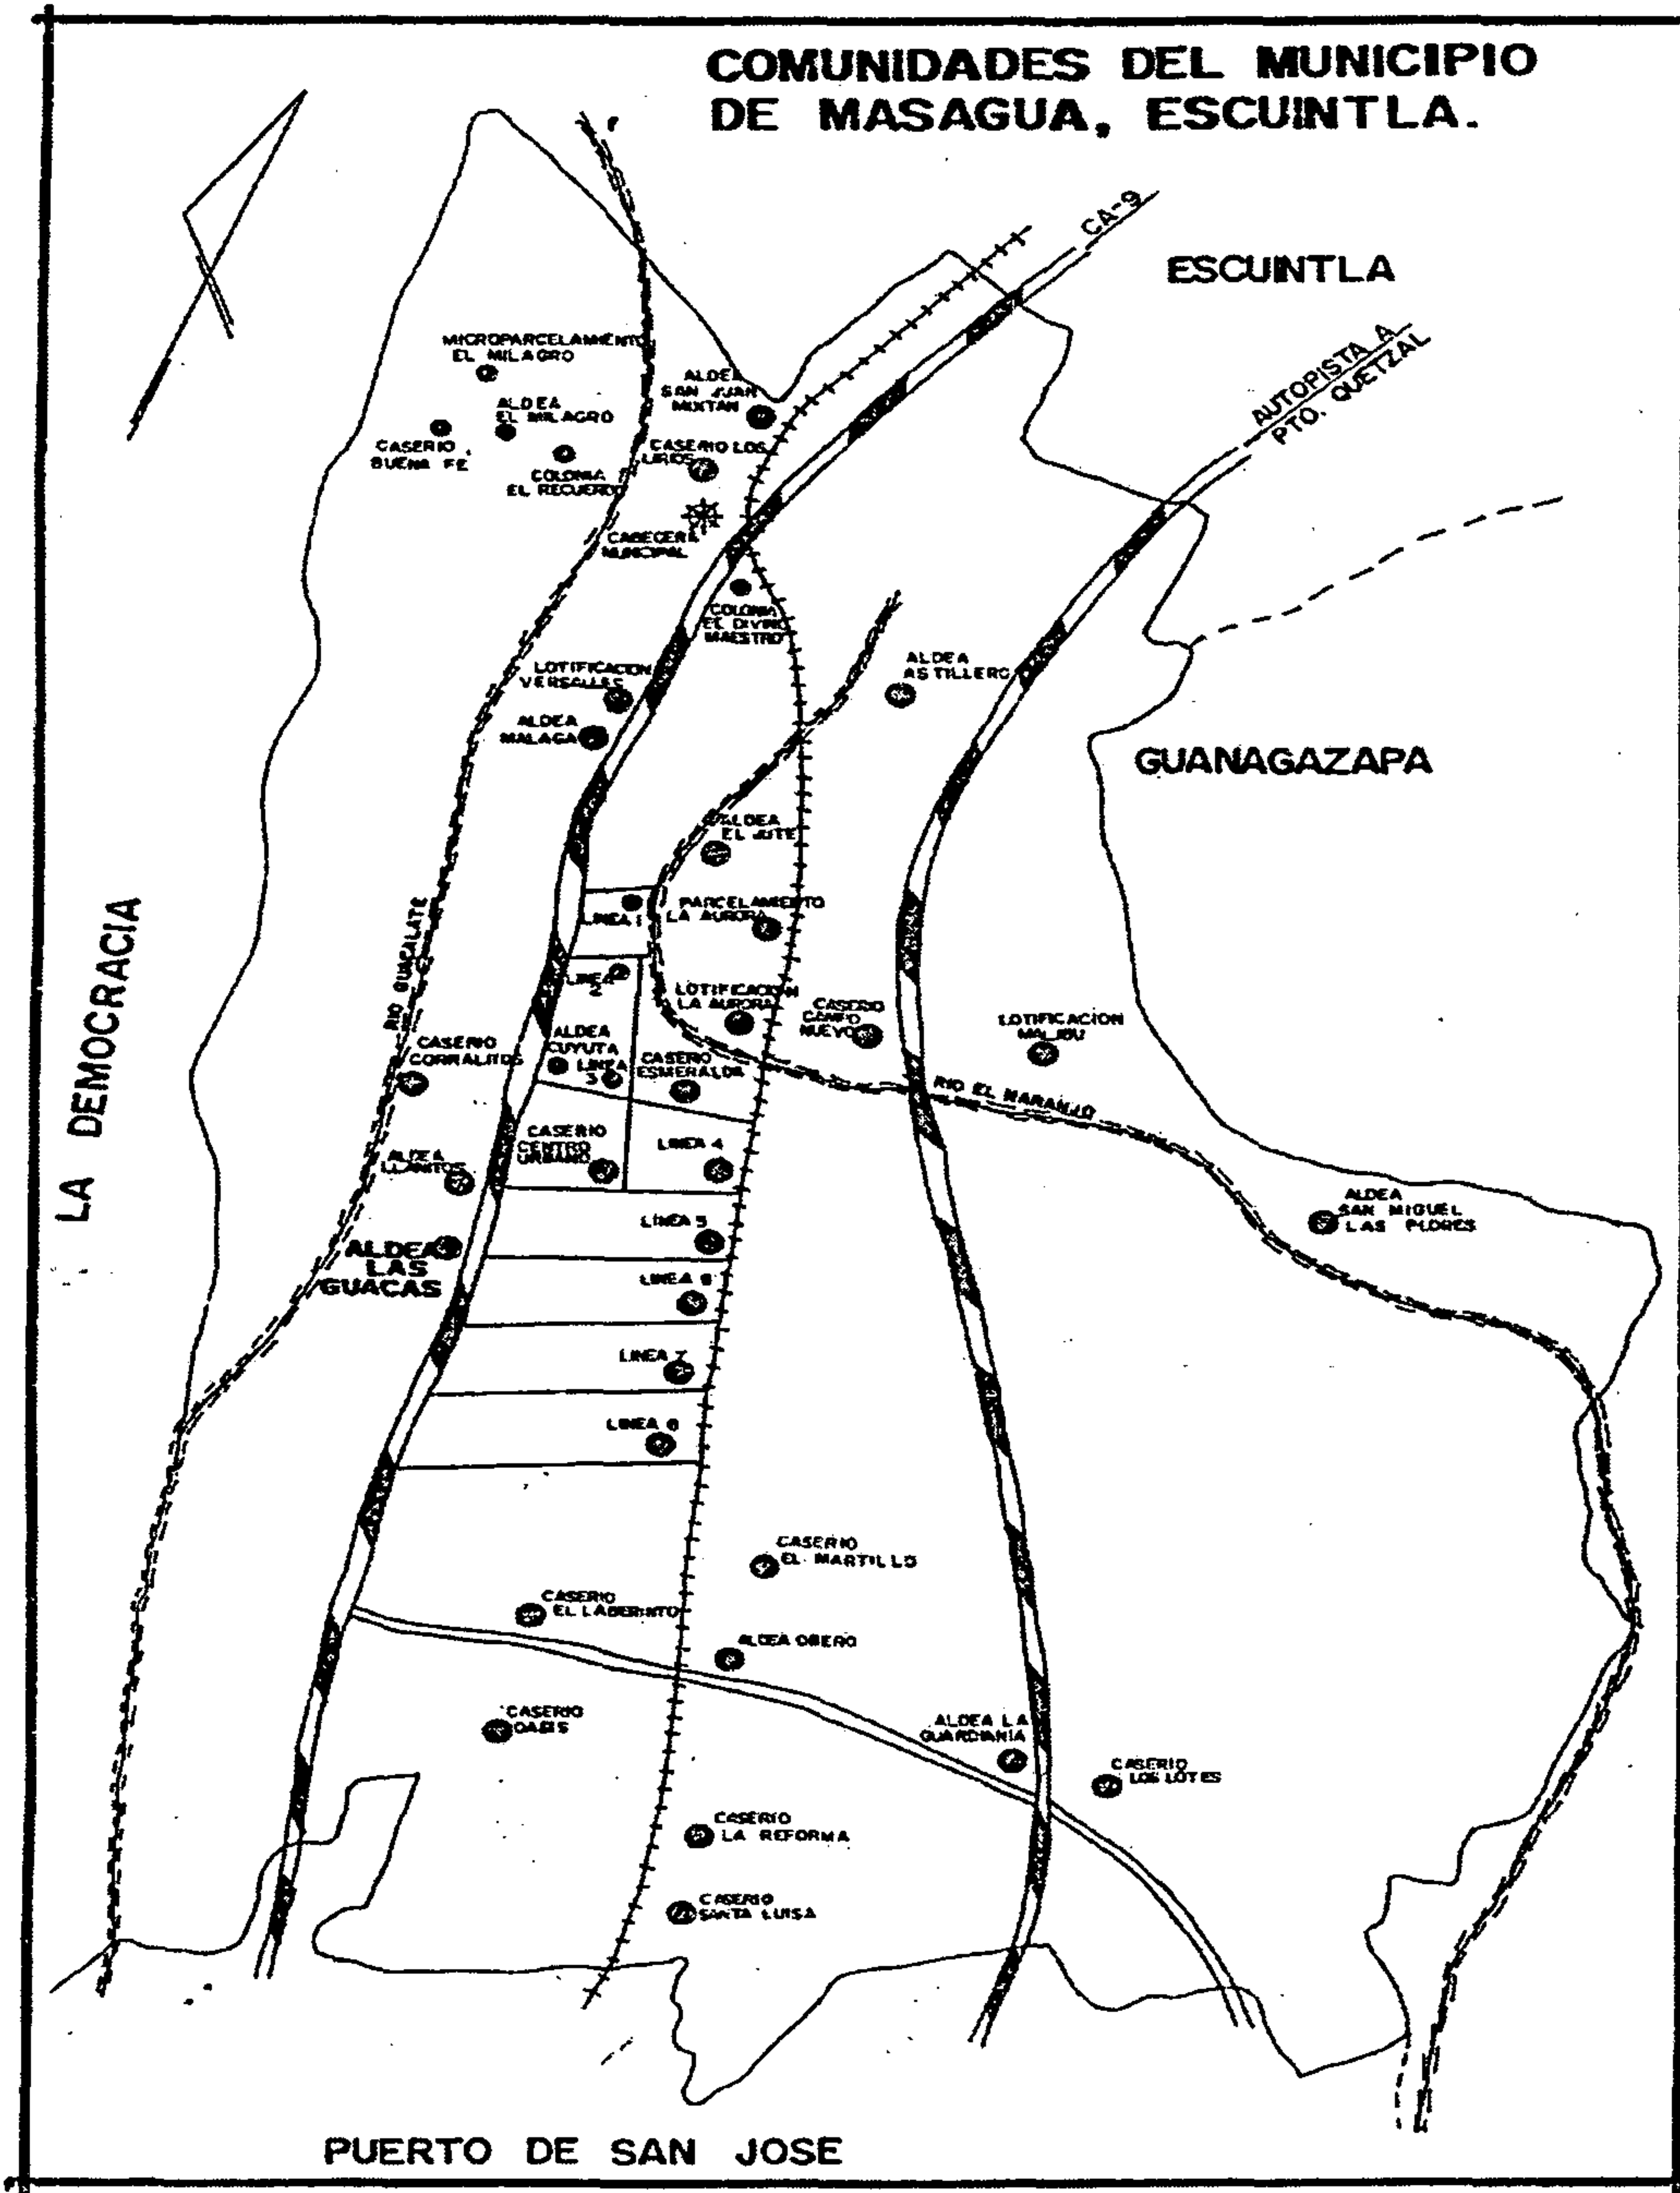 COMUNIDADES DEL MUNICIPIO
DE MASAGUA, ESCUINTLA.
CA-9
ESCUINTLA
AUTOPISTA A
PTO. QUETZAL
MICROPARCELAMIENTO
EL MILAGRO
ALDEA
EL MILAGRO
CASERIO
BUENA FE
COLONIA
EL RECUERDO
ALDEA
SAN JUAN
MIXTAN
CASERIO LOS
LIRIOS
CABECERA
MUNICIPAL
COLONIA
EL DIVINO
MAESTRO
LOTIFICACION
VERSALLES
ALDEA
MALAGA
ALDEA
ASTILLERO
GUANAGAZAPA
ALDEA
EL JUTE
LINEA 1
PARCELAMIENTO
LA AURORA
LA DEMOCRACIA
RIO GUACALATE
LINEA
2
LOTIFICACION
LA AURORA
CASERIO
CAMPO
NUEVO
LOTIFICACION
MALIBU
CASERIO
CORRALITOS
ALDEA
CUYUTA
LINEA
3
CASERIO
ESMERALDA
RIO EL NARANJO
CASERIO
CENTRO
URBANO
LINEA 4
ALDEA
LLANITOS
ALDEA
SAN MIGUEL
LAS FLORES
LINEA 5
ALDEA
LAS
GUACAS
LINEA 6
LINEA 7
LINEA 8
CASERIO
EL MARTILLO
CASERIO
EL LABERINTO
ALDEA OBERO
CASERIO
OASIS
ALDEA LA
GUARDIANIA
CASERIO
LOS LOTES
CASERIO
LA REFORMA
CASERIO
SANTA LUISA
PUERTO DE SAN JOSE